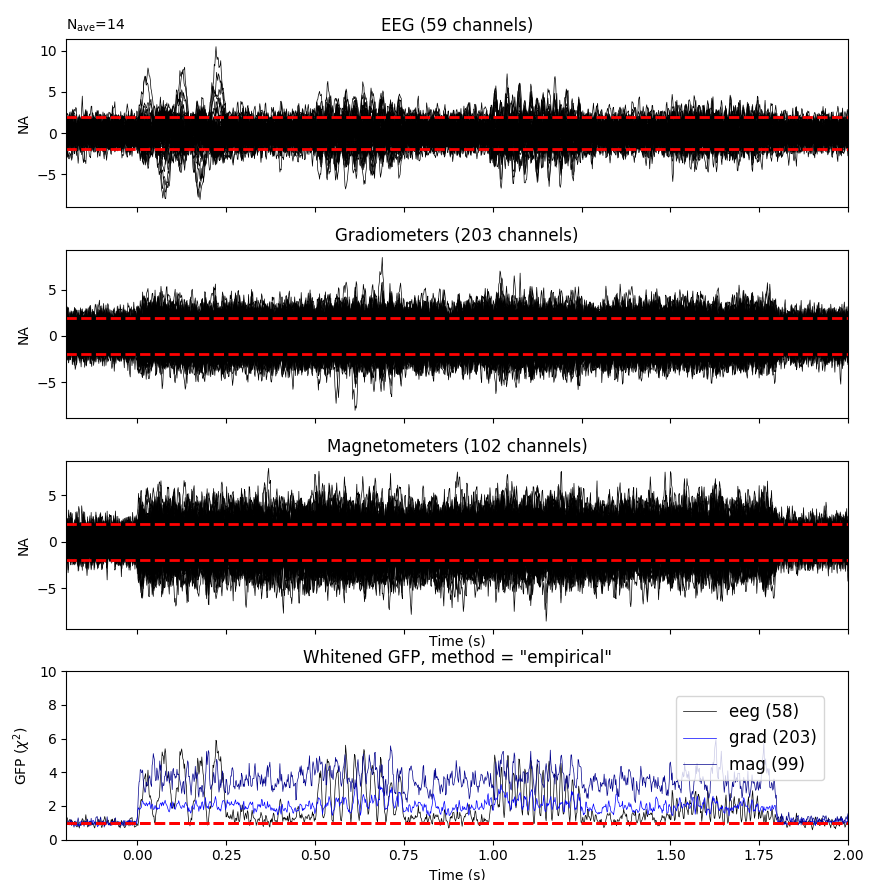 N_ave=14
EEG (59 channels)
10
5
0
−5
NA
Gradiometers (203 channels)
5
0
−5
NA
Magnetometers (102 channels)
5
0
−5
NA
Time (s)
Whitened GFP, method = "empirical"
10
8
6
4
2
0
GFP (χ²)
eeg (58)
grad (203)
mag (99)
0.00 0.25 0.50 0.75 1.00 1.25 1.50 1.75 2.00
Time (s)